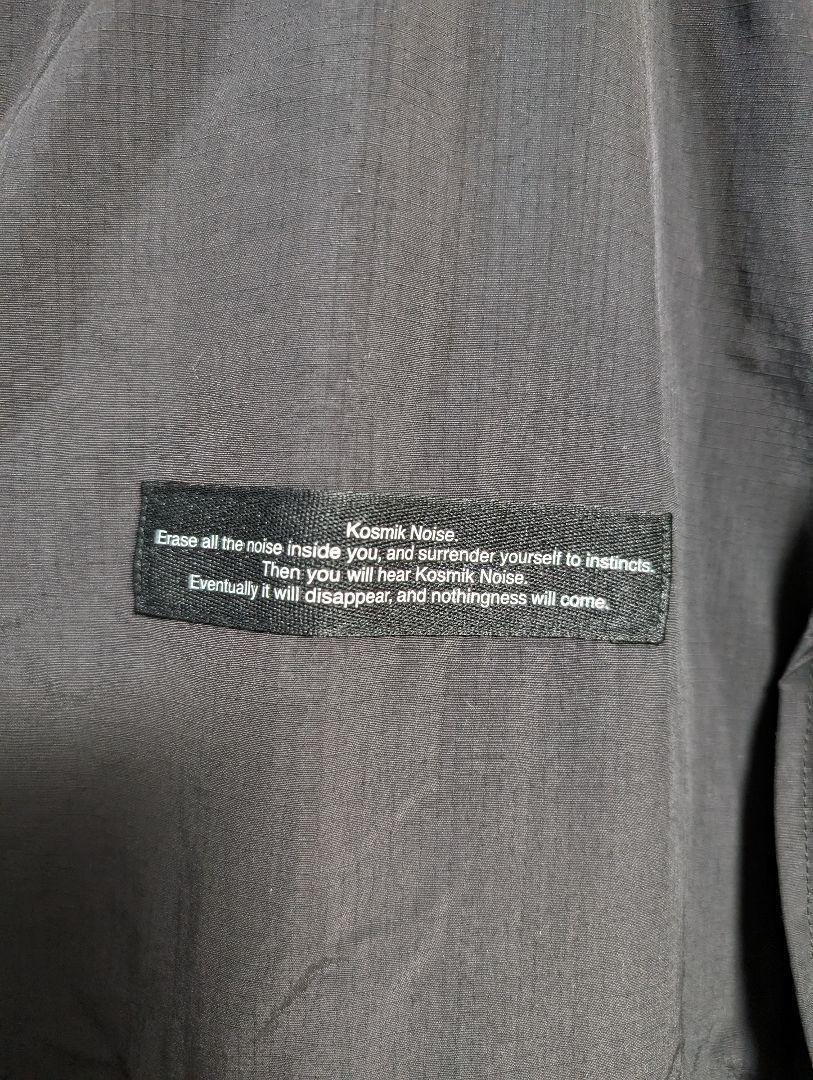 Kosmik Noise.
Erase all the noise inside you, and surrender yourself to instincts.
Then you will hear Kosmik Noise.
Eventually it will disappear, and nothingness will come.